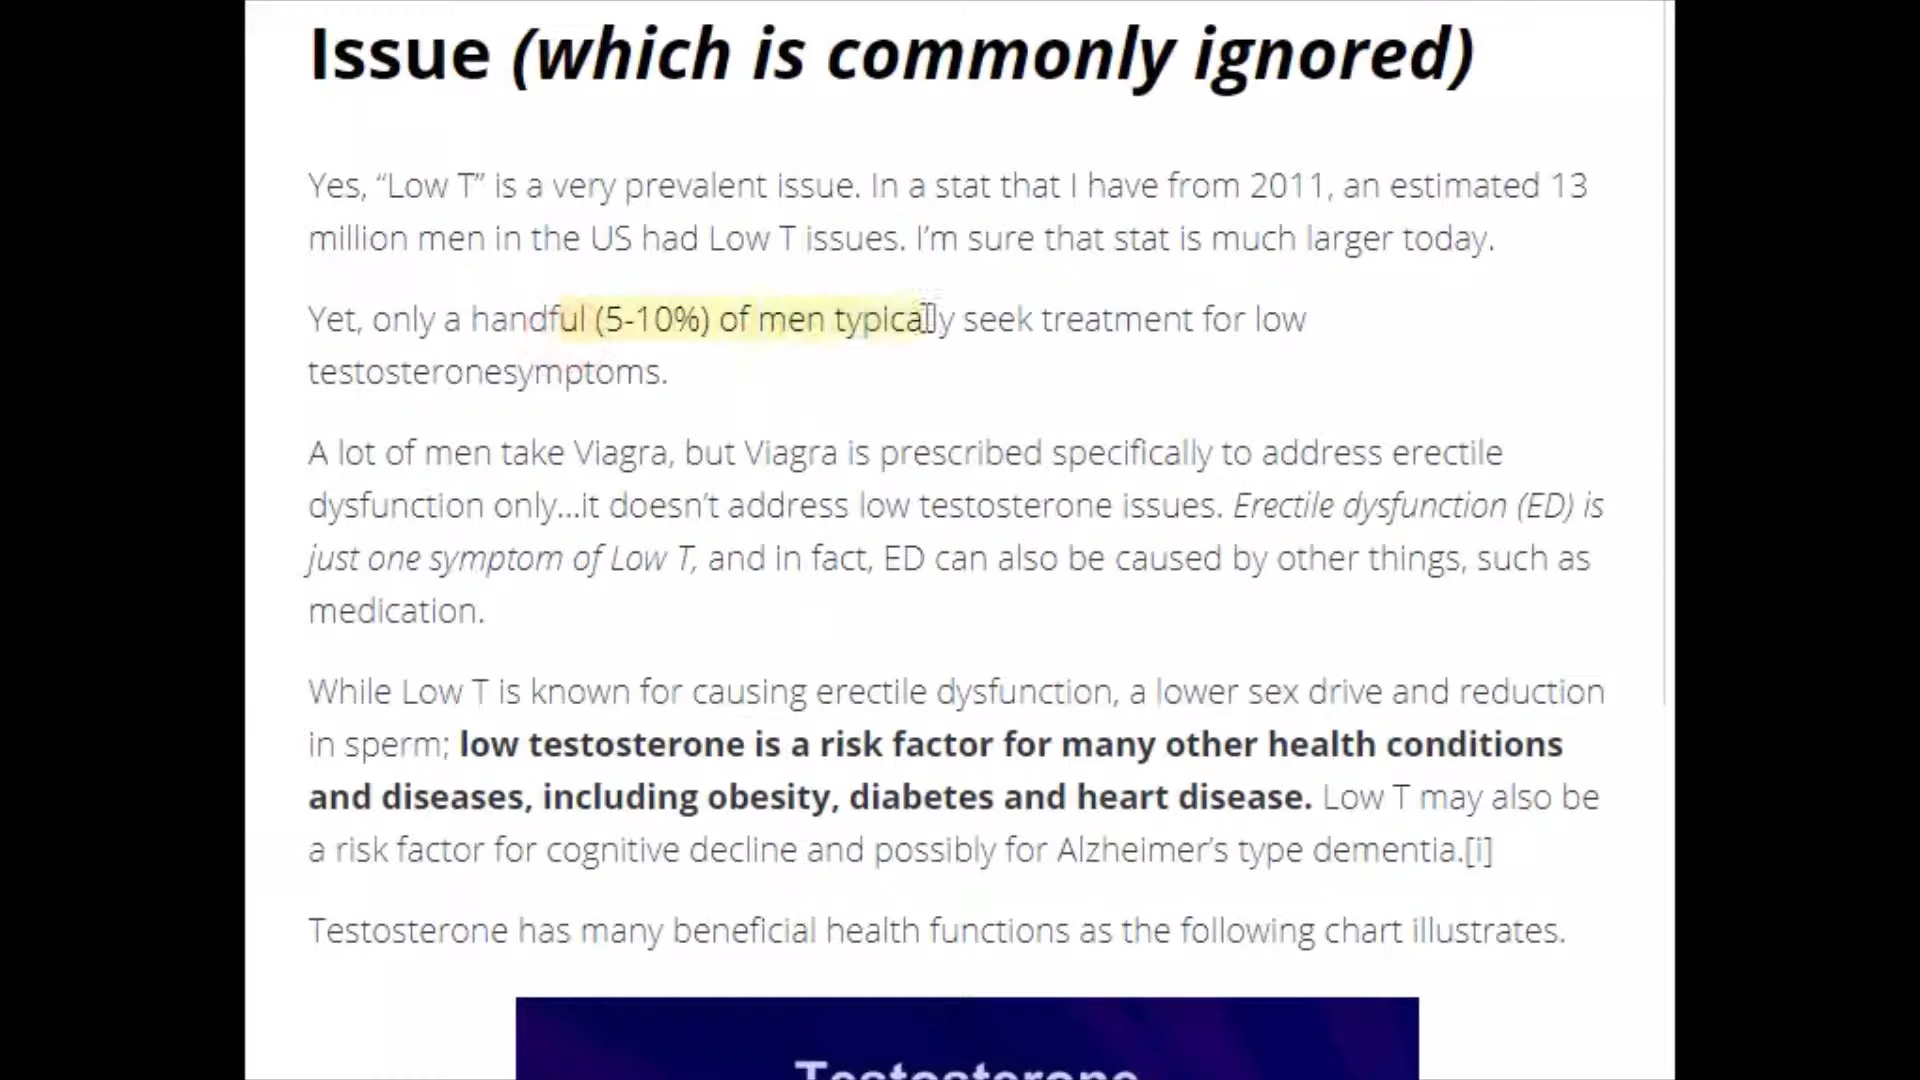 Issue (which is commonly ignored)
Yes, “Low T” is a very prevalent issue. In a stat that I have from 2011, an estimated 13
million men in the US had Low T issues. I’m sure that stat is much larger today.
Yet, only a handful (5-10%) of men typically seek treatment for low
testosteronesymptoms.
A lot of men take Viagra, but Viagra is prescribed specifically to address erectile
dysfunction only...it doesn’t address low testosterone issues. Erectile dysfunction (ED) is
just one symptom of Low T, and in fact, ED can also be caused by other things, such as
medication.
While Low T is known for causing erectile dysfunction, a lower sex drive and reduction
in sperm; low testosterone is a risk factor for many other health conditions
and diseases, including obesity, diabetes and heart disease. Low T may also be
a risk factor for cognitive decline and possibly for Alzheimer’s type dementia.[i]
Testosterone has many beneficial health functions as the following chart illustrates.
Testosterone